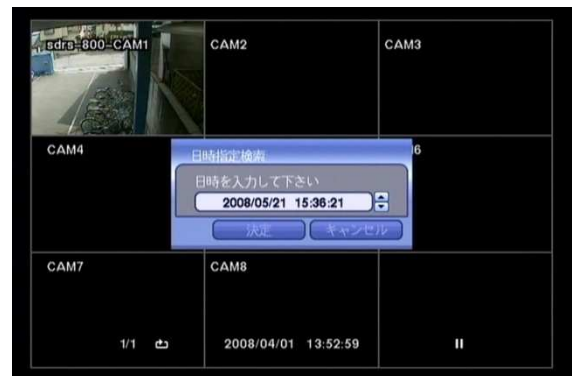 sdrs-800-CAM1
CAM2
CAM3
CAM4
6
日時指定検索
日時を入力して下さい
2008/05/21 15:36:21
決定
キャンセル
CAM7
CAM8
1/1
2008/04/01 13:52:59